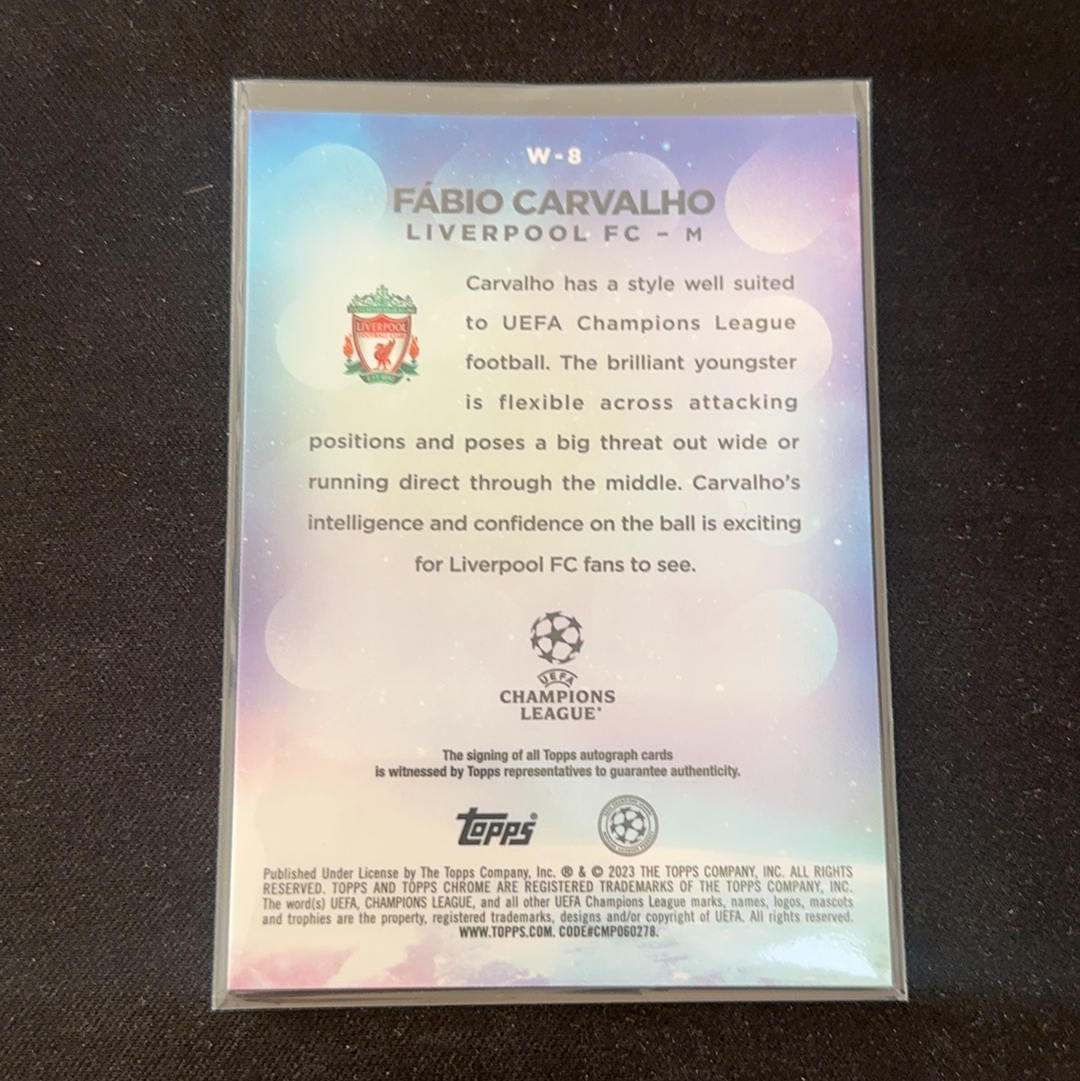 W-8
FÁBIO CARVALHO
LIVERPOOL FC – M
Carvalho has a style well suited
to UEFA Champions League
LIVERPOOL
FOOTBALL CLUB
football. The brilliant youngster
is flexible across attacking
positions and poses a big threat out wide or
running direct through the middle. Carvalho's
intelligence and confidence on the ball is exciting
for Liverpool FC fans to see.
UEFA
CHAMPIONS
LEAGUE®
The signing of all Topps autograph cards
is witnessed by Topps representatives to guarantee authenticity.
Topps®
Published Under License by The Topps Company, Inc. ® & © 2023 THE TOPPS COMPANY, INC. ALL RIGHTS
RESERVED. TOPPS AND TOPPS CHROME ARE REGISTERED TRADEMARKS OF THE TOPPS COMPANY, INC.
The word(s) UEFA, CHAMPIONS LEAGUE, and all other UEFA Champions League marks, names, logos, mascots
and trophies are the property, registered trademarks, designs and/or copyright of UEFA. All rights reserved.
WWW.TOPPS.COM. CODE#CMP060278.